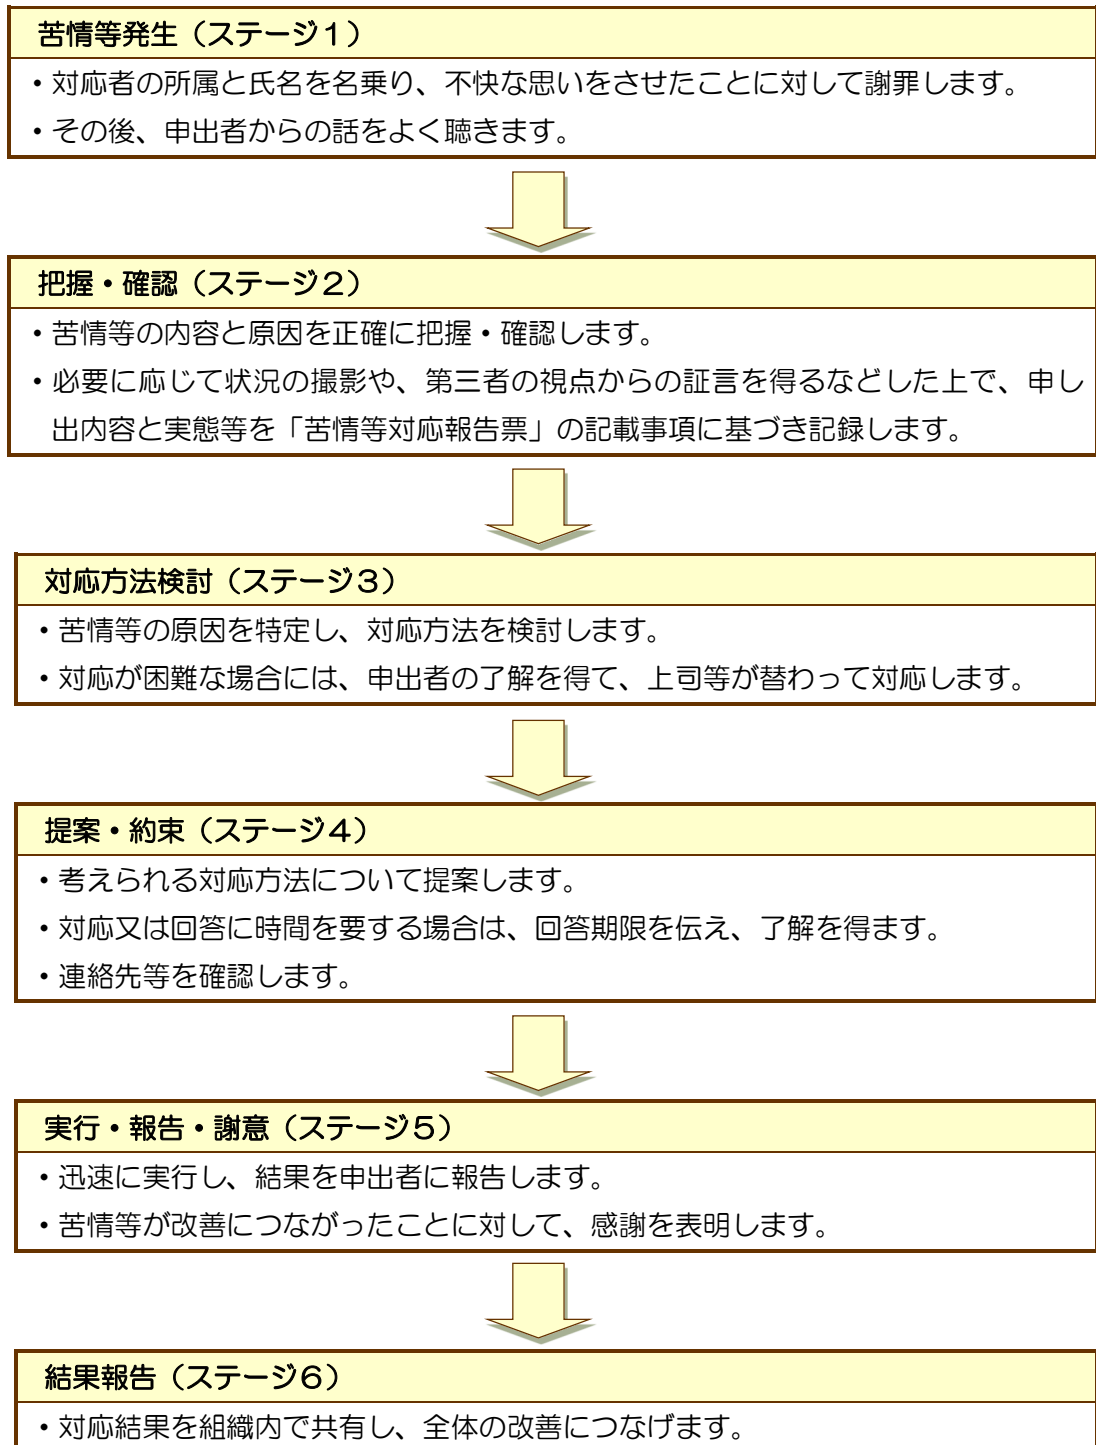 苦情等発生（ステージ１）
・対応者の所属と氏名を名乗り、不快な思いをさせたことに対して謝罪します。
・その後、申出者からの話をよく聴きます。
把握・確認（ステージ２）
・苦情等の内容と原因を正確に把握・確認します。
・必要に応じて状況の撮影や、第三者の視点からの証言を得るなどした上で、申し
出内容と実態等を「苦情等対応報告票」の記載事項に基づき記録します。
対応方法検討（ステージ３）
・苦情等の原因を特定し、対応方法を検討します。
・対応が困難な場合には、申出者の了解を得て、上司等が替わって対応します。
提案・約束（ステージ４）
・考えられる対応方法について提案します。
・対応又は回答に時間を要する場合は、回答期限を伝え、了解を得ます。
・連絡先等を確認します。
実行・報告・謝意（ステージ５）
・迅速に実行し、結果を申出者に報告します。
・苦情等が改善につながったことに対して、感謝を表明します。
結果報告（ステージ６）
・対応結果を組織内で共有し、全体の改善につなげます。